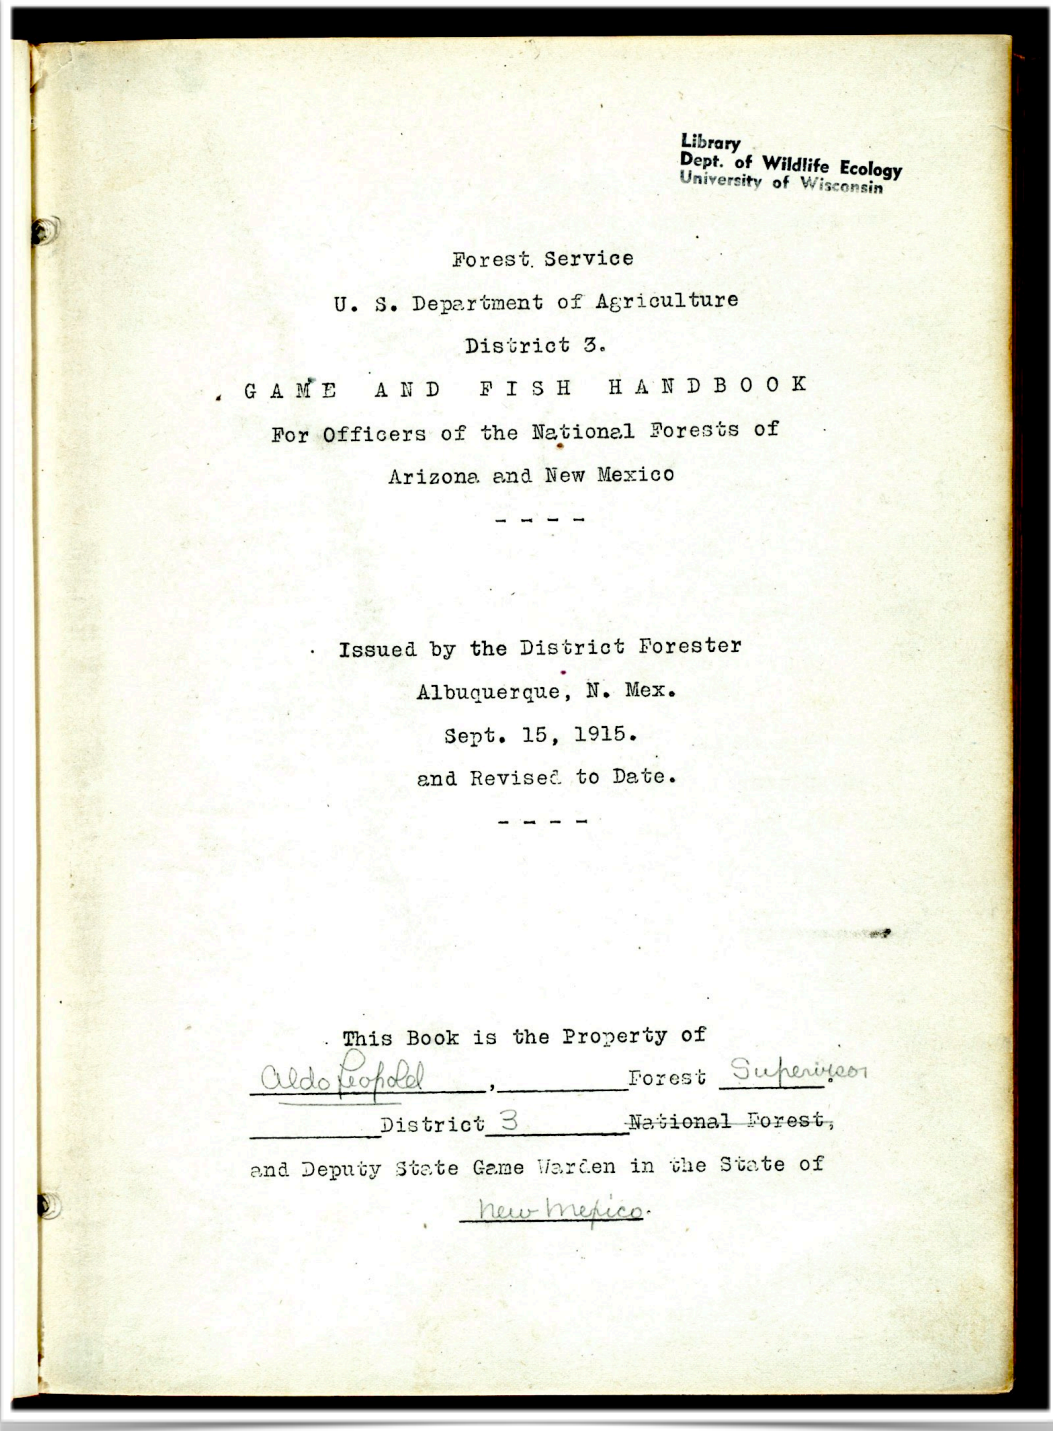 Library
Dept. of Wildlife Ecology
University of Wisconsin
Forest Service
U. S. Department of Agriculture
District 3.
GAME AND FISH HANDBOOK
For Officers of the National Forests of
Arizona and New Mexico
----
Issued by the District Forester
Albuquerque, N. Mex.
Sept. 15, 1915.
and Revised to Date.
----
This Book is the Property of
Aldo Leopold, Forest Supervisor.
District 3 National Forest,
and Deputy State Game Warden in the State of
New Mexico.